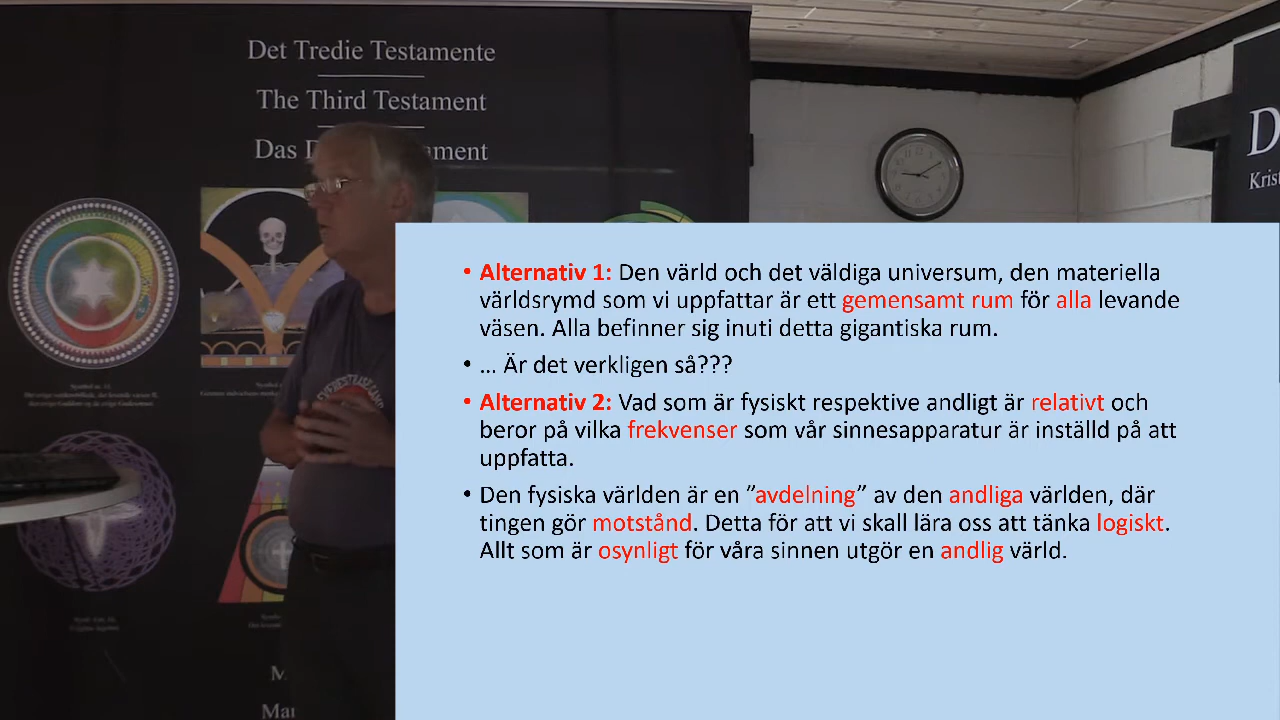 Det Tredie Testamente
The Third Testament
Das
ament
D
Krist
• Alternativ 1: Den värld och det väldiga universum, den materiella
världsrymd som vi uppfattar är ett gemensamt rum för alla levande
väsen. Alla befinner sig inuti detta gigantiska rum.
• ... Är det verkligen så???
• Alternativ 2: Vad som är fysiskt respektive andligt är relativt och
beror på vilka frekvenser som vår sinnesapparatur är inställd på att
uppfatta.
• Den fysiska världen är en ”avdelning” av den andliga världen, där
tingen gör motstånd. Detta för att vi skall lära oss att tänka logiskt.
Allt som är osynligt för våra sinnen utgör en andlig värld.